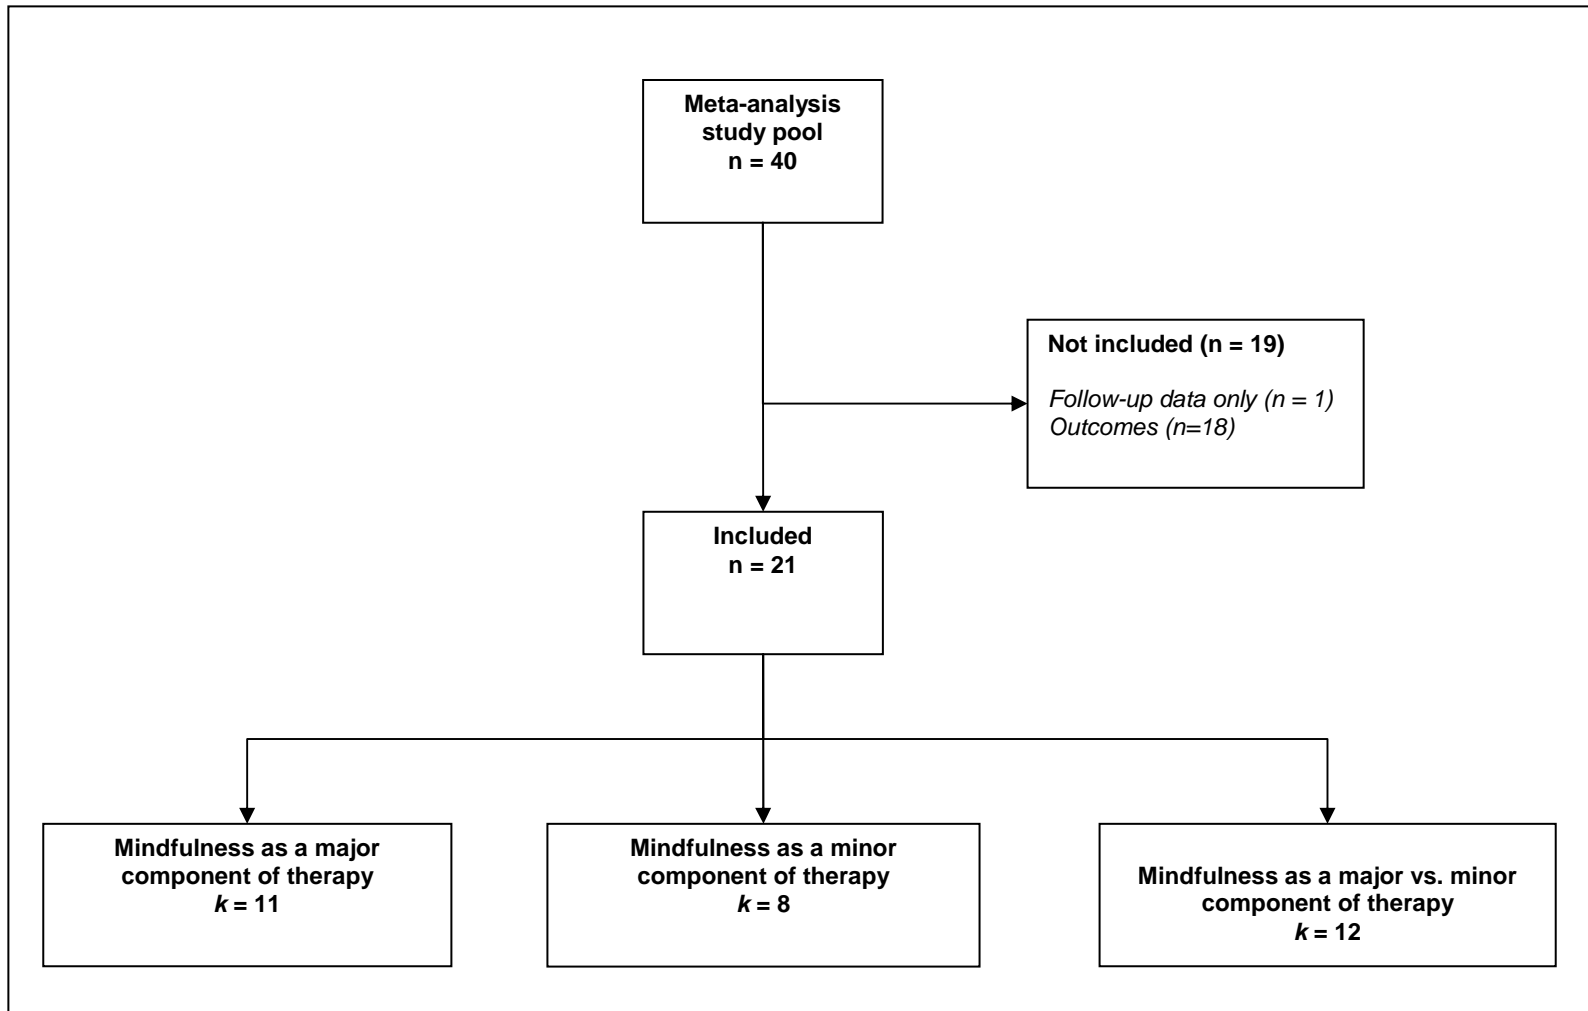 Meta-analysis
study pool
n = 40
Not included (n = 19)
Follow-up data only (n = 1)
Outcomes (n=18)
Included
n = 21
Mindfulness as a major
component of therapy
k = 11
Mindfulness as a minor
component of therapy
k = 8
Mindfulness as a major vs. minor
component of therapy
k = 12